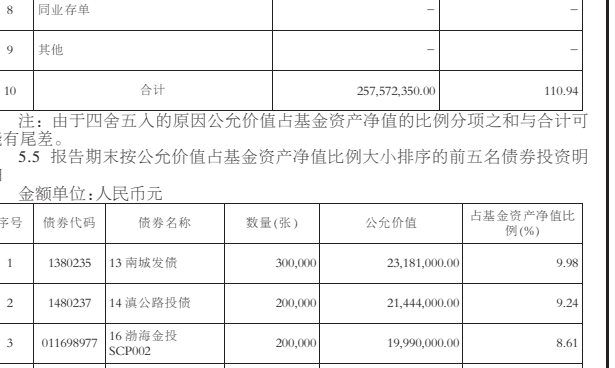 8 同业存单 － －
9 其他 － －
10 合计 257,572,350.00 110.94
注：由于四舍五入的原因公允价值占基金资产净值的比例分项之和与合计可
能有尾差。
5.5 报告期末按公允价值占基金资产净值比例大小排序的前五名债券投资明
金额单位:人民币元
序号 债券代码 债券名称 数量(张) 公允价值 占基金资产净值比
例(%)
1 1380235 13 南城发债 300,000 23,181,000.00 9.98
2 1480237 14 滇公路投债 200,000 21,444,000.00 9.24
3 011698977 16 渤海金投
SCP002 200,000 19,990,000.00 8.61